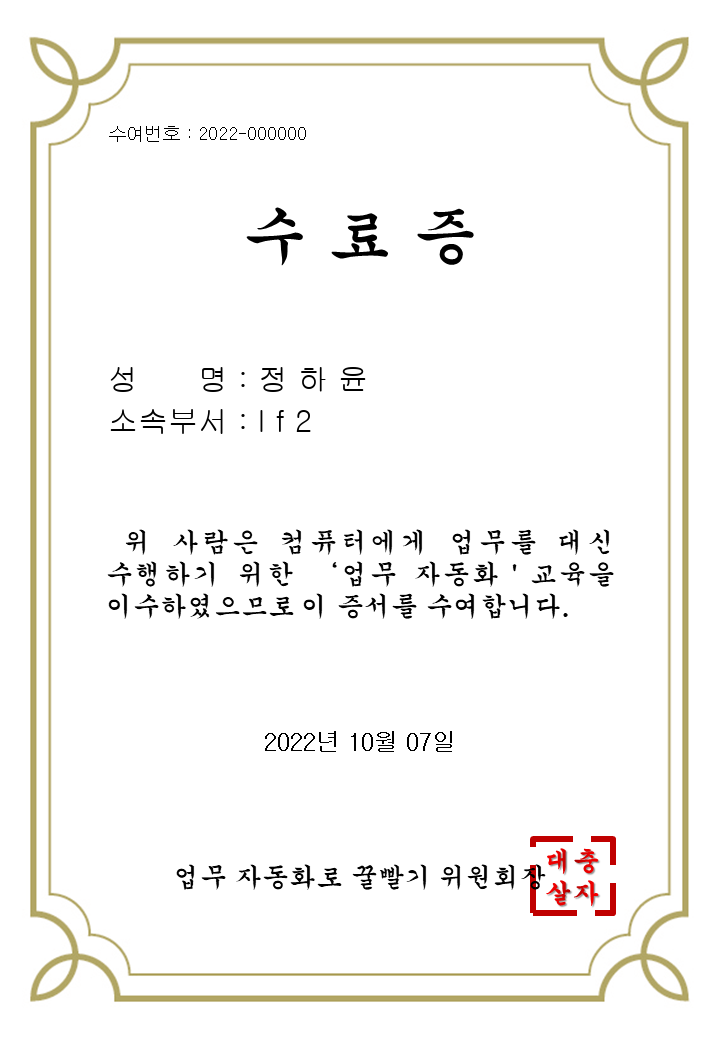 수여번호 : 2022-000000
수 료 증
성 명 : 정 하 윤
소속부서 : l f 2
위 사람은 컴퓨터에게 업무를 대신
수행하기 위한 ‘업무 자동화＇교육을
이수하였으므로 이 증서를 수여합니다.
2022년 10월 07일
업무 자동화로 꿀빨기 위원회장
대충
살자